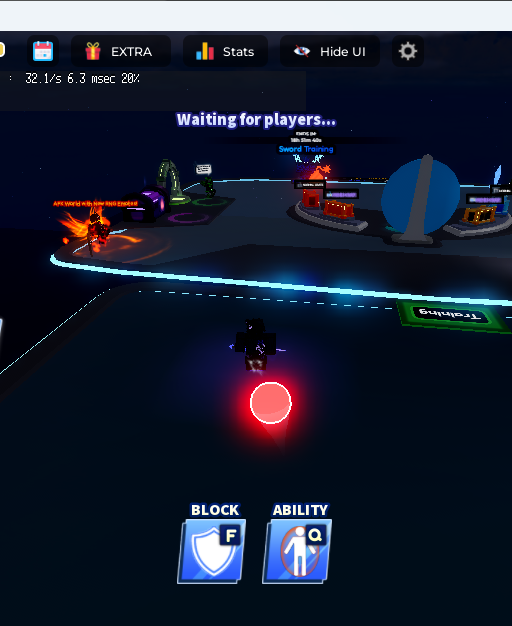 EXTRA
Stats
Hide UI
: 32.1/s 6.3 msec 20%
Waiting for players...
Sword Training
Training
BLOCK
ABILITY
F
Q